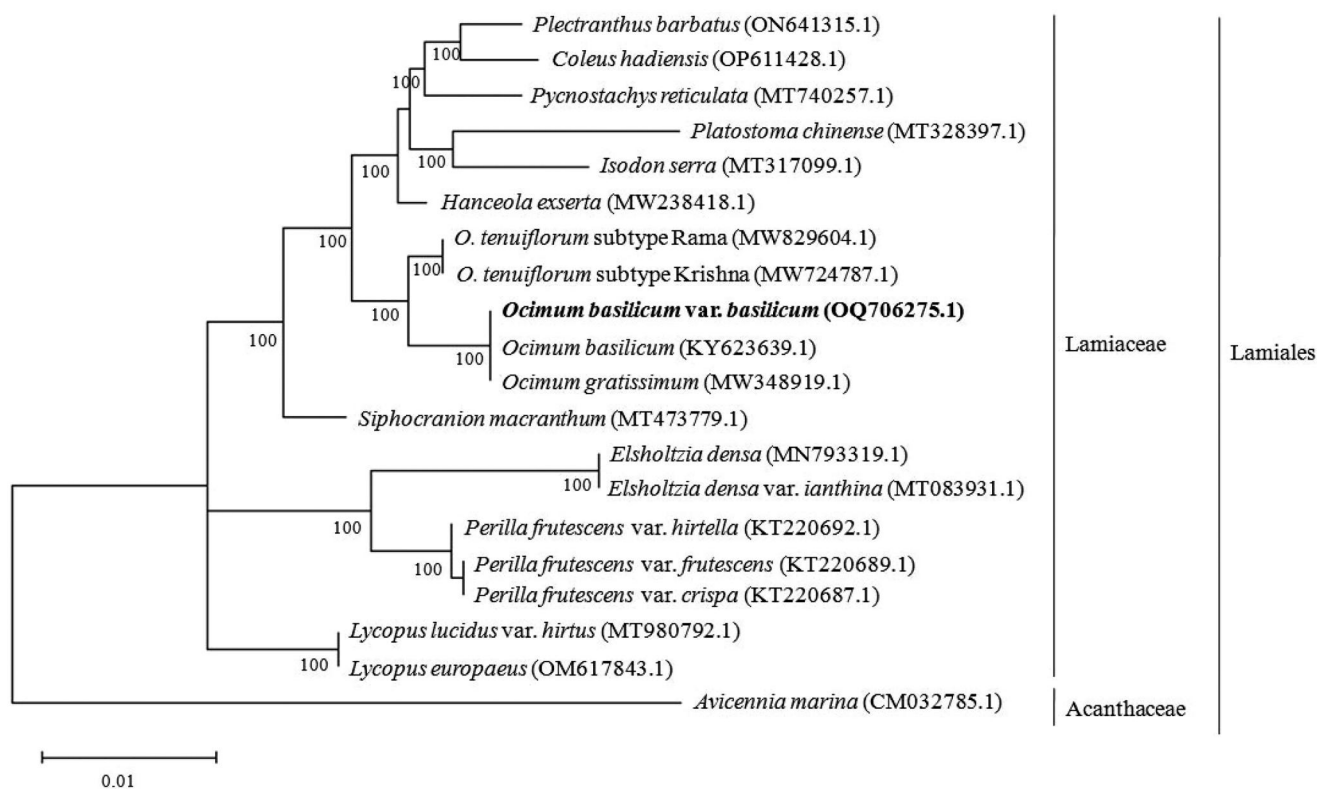 Plectranthus barbatus (ON641315.1)
100
Coleus hadiensis (OP611428.1)
100
Pycnostachys reticulata (MT740257.1)
Platostoma chinense (MT328397.1)
100
Isodon serra (MT317099.1)
100
Hanceola exserta (MW238418.1)
100
O. tenuiflorum subtype Rama (MW829604.1)
100
O. tenuiflorum subtype Krishna (MW724787.1)
100
Ocimum basilicum var. basilicum (OQ706275.1)
Ocimum basilicum (KY623639.1)
100
Ocimum gratissimum (MW348919.1)
100
Siphocranion macranthum (MT473779.1)
Elsholtzia densa (MN793319.1)
100
Elsholtzia densa var. ianthina (MT083931.1)
100
Perilla frutescens var. hirtella (KT220692.1)
100
Perilla frutescens var. frutescens (KT220689.1)
Perilla frutescens var. crispa (KT220687.1)
Lycopus lucidus var. hirtus (MT980792.1)
100
Lycopus europaeus (OM617843.1)
Avicennia marina (CM032785.1)
Lamiaceae
Acanthaceae
Lamiales
0.01